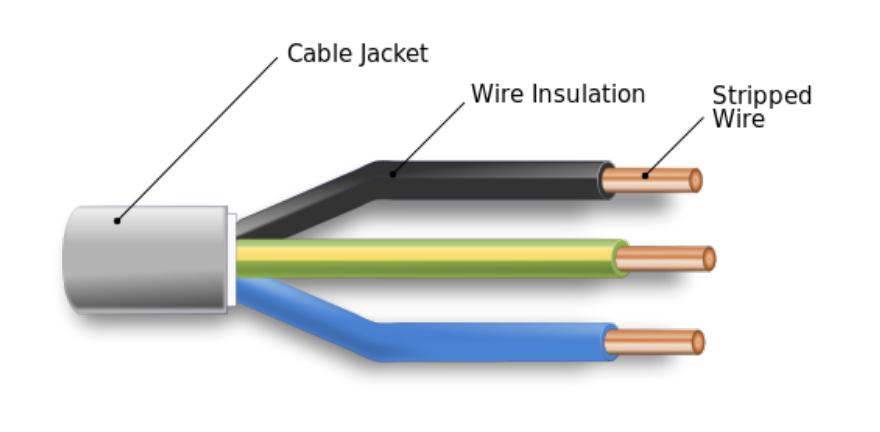 Cable Jacket
Wire Insulation
Stripped
Wire